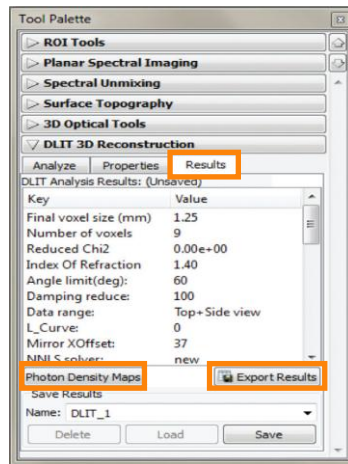 Tool Palette
ROI Tools
Planar Spectral Imaging
Spectral Unmixing
Surface Topography
3D Optical Tools
DLIT 3D Reconstruction
Analyze Properties Results
DLIT Analysis Results: (Unsaved)
Key Value
Final voxel size (mm) 1.25
Number of voxels 9
Reduced Chi2 0.00e+00
Index Of Refraction 1.40
Angle limit(deg): 60
Damping reduce: 100
Data range: Top+Side view
L_Curve: 0
Mirror XOffset: 37
NNLS solver: new
Photon Density Maps Export Results
Save Results
Name: DLIT_1
Delete Load Save